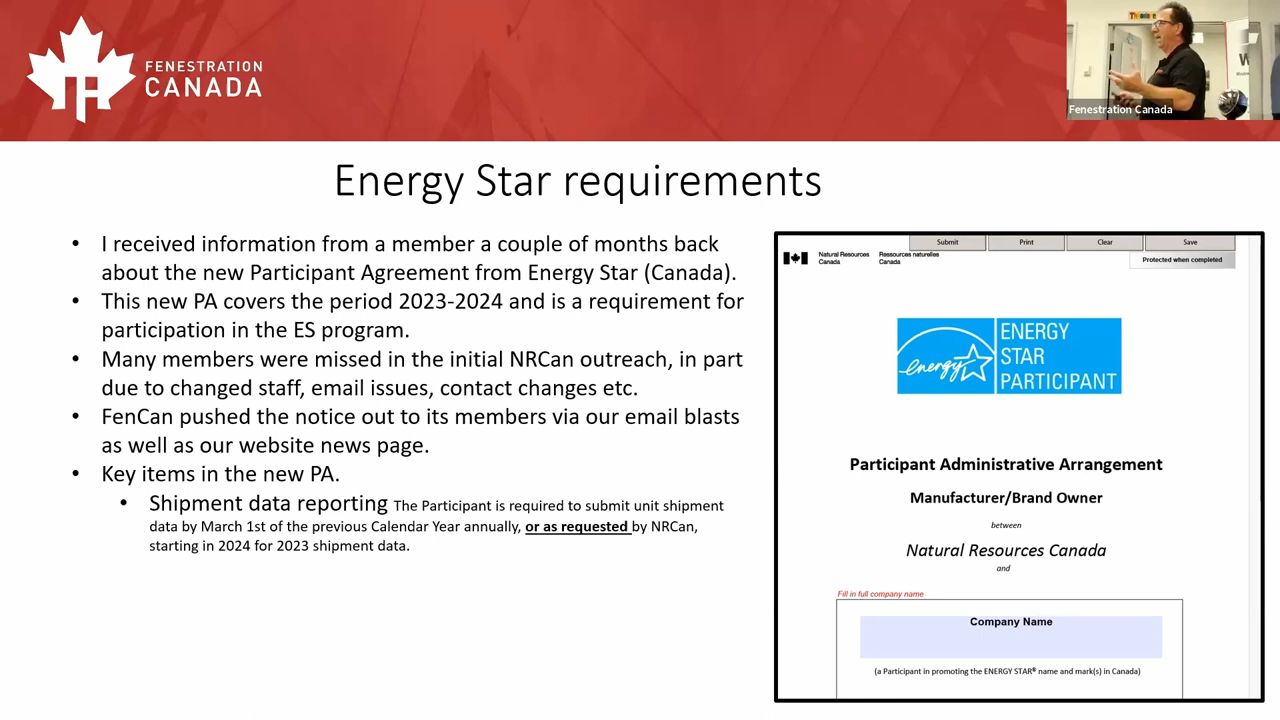 FENESTRATION
CANADA
Fenestration Canada
Energy Star requirements
• I received information from a member a couple of months back
about the new Participant Agreement from Energy Star (Canada).
• This new PA covers the period 2023-2024 and is a requirement for
participation in the ES program.
• Many members were missed in the initial NRCan outreach, in part
due to changed staff, email issues, contact changes etc.
• FenCan pushed the notice out to its members via our email blasts
as well as our website news page.
• Key items in the new PA.
• Shipment data reporting The Participant is required to submit unit shipment
data by March 1st of the previous Calendar Year annually, or as requested by NRCan,
starting in 2024 for 2023 shipment data.
Submit Print Clear Save
Natural Resources Ressources naturelles
Canada Canada
Protected when completed
energy
ENERGY
STAR
PARTICIPANT
Participant Administrative Arrangement
Manufacturer/Brand Owner
between
Natural Resources Canada
and
Fill in full company name
Company Name
(a Participant in promoting the ENERGY STAR® name and mark(s) in Canada)